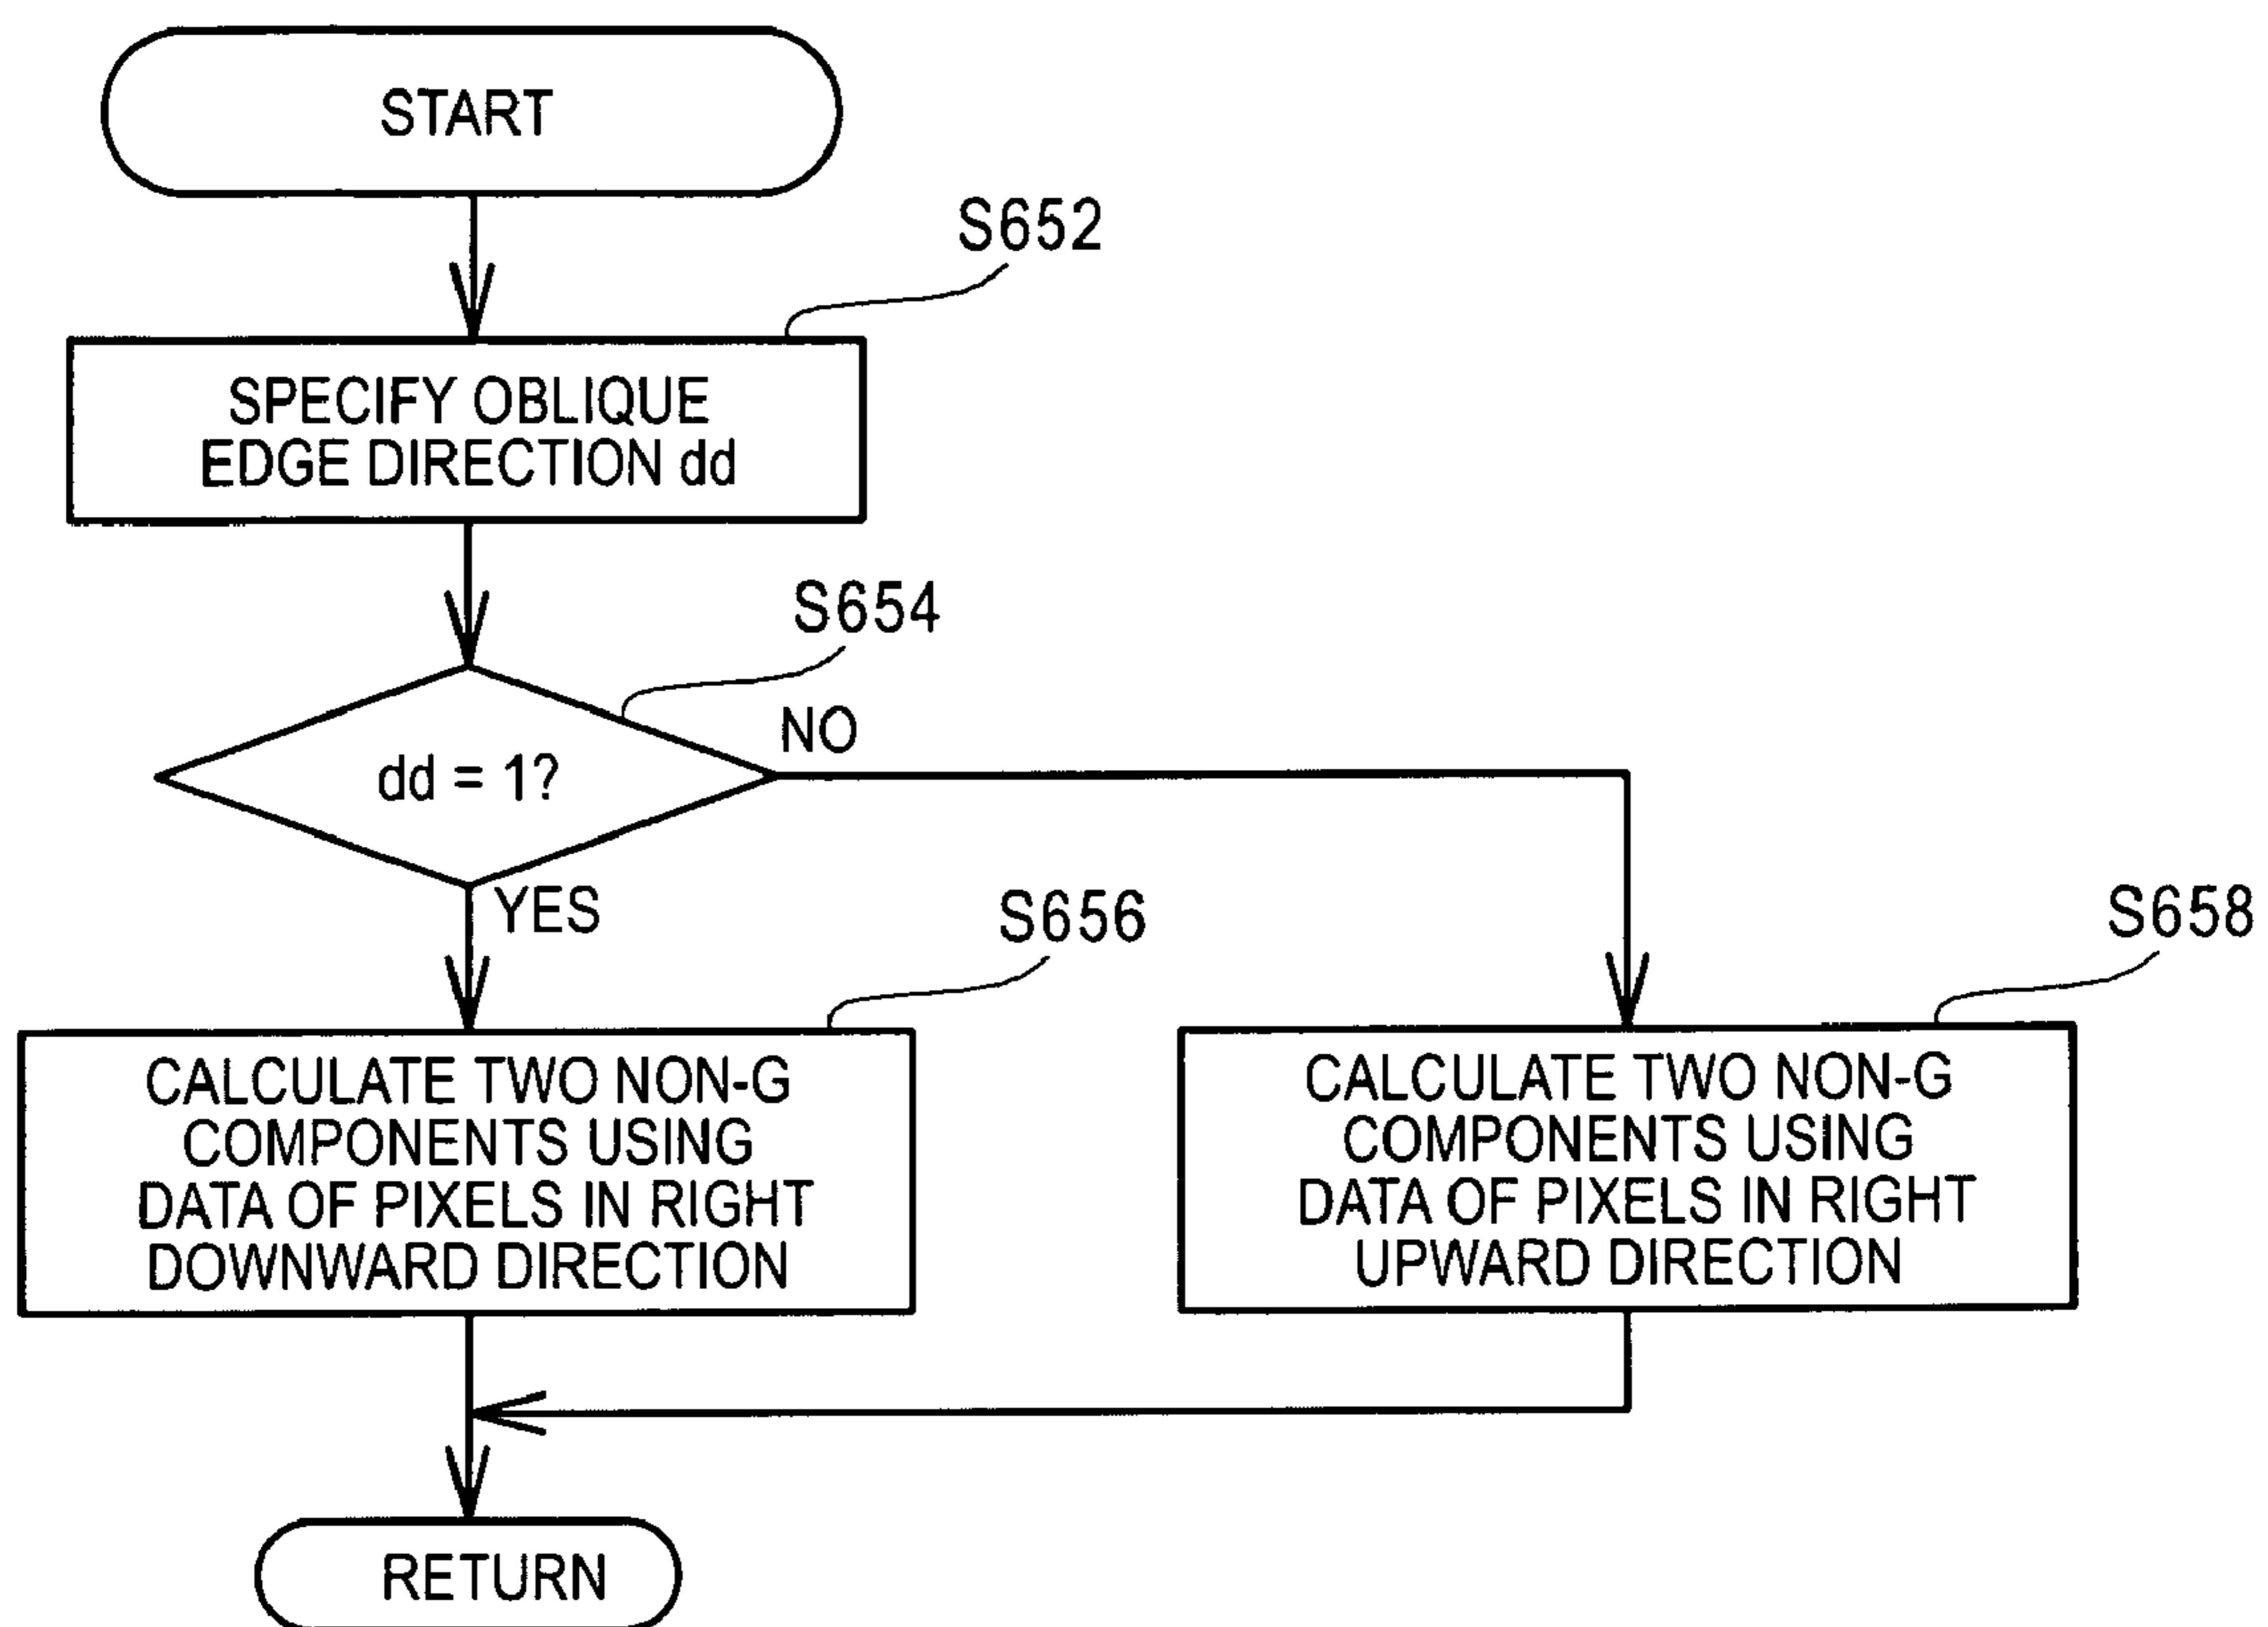 START
S652
SPECIFY OBLIQUE
EDGE DIRECTION dd
S654
dd = 1?
NO
YES
S656
CALCULATE TWO NON-G
COMPONENTS USING
DATA OF PIXELS IN RIGHT
DOWNWARD DIRECTION
S658
CALCULATE TWO NON-G
COMPONENTS USING
DATA OF PIXELS IN RIGHT
UPWARD DIRECTION
RETURN